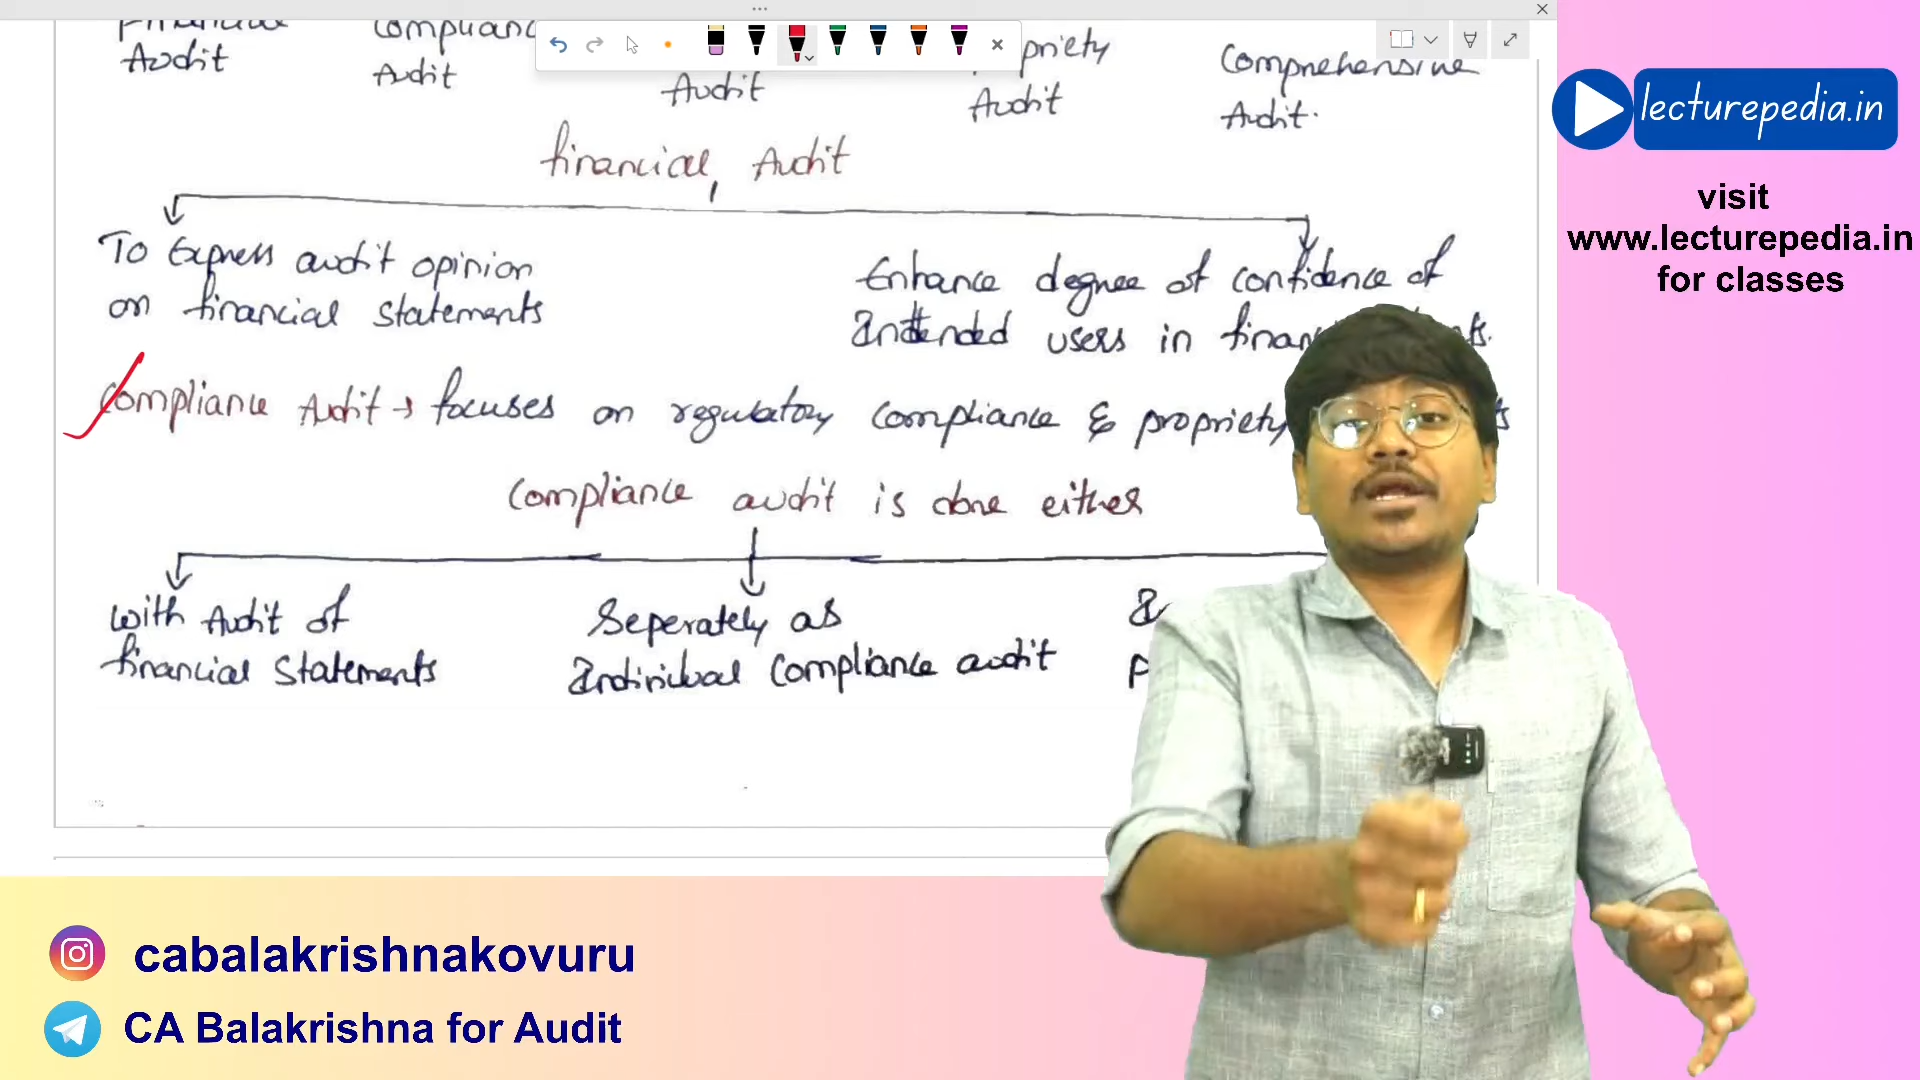 Financial
Audit
Compliance
Audit
Audit
Propriety
Audit
Comprehensive
Audit.
financial Audit
To Express audit opinion
on financial statements
Enhance degree of confidence of
Intended users in finan
Compliance Audit → focuses on regulatory compliance & propriety
Compliance audit is done either
With Audit of
financial statements
Seperately as
Individual Compliance audit
lecturepedia.in
visit
www.lecturepedia.in
for classes
cabalakrishnakovuru
CA Balakrishna for Audit